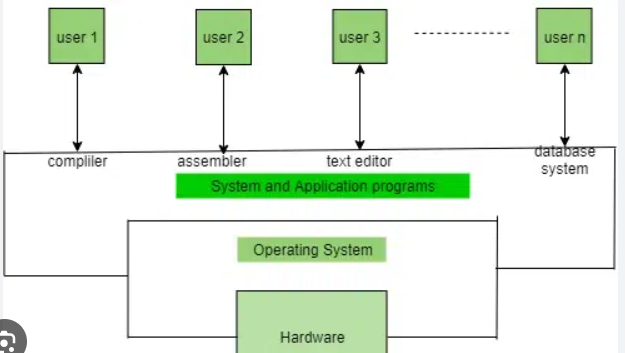 user 1
user 2
user 3
user n
compliler
assembler
text editor
database
system
System and Application programs
Operating System
Hardware